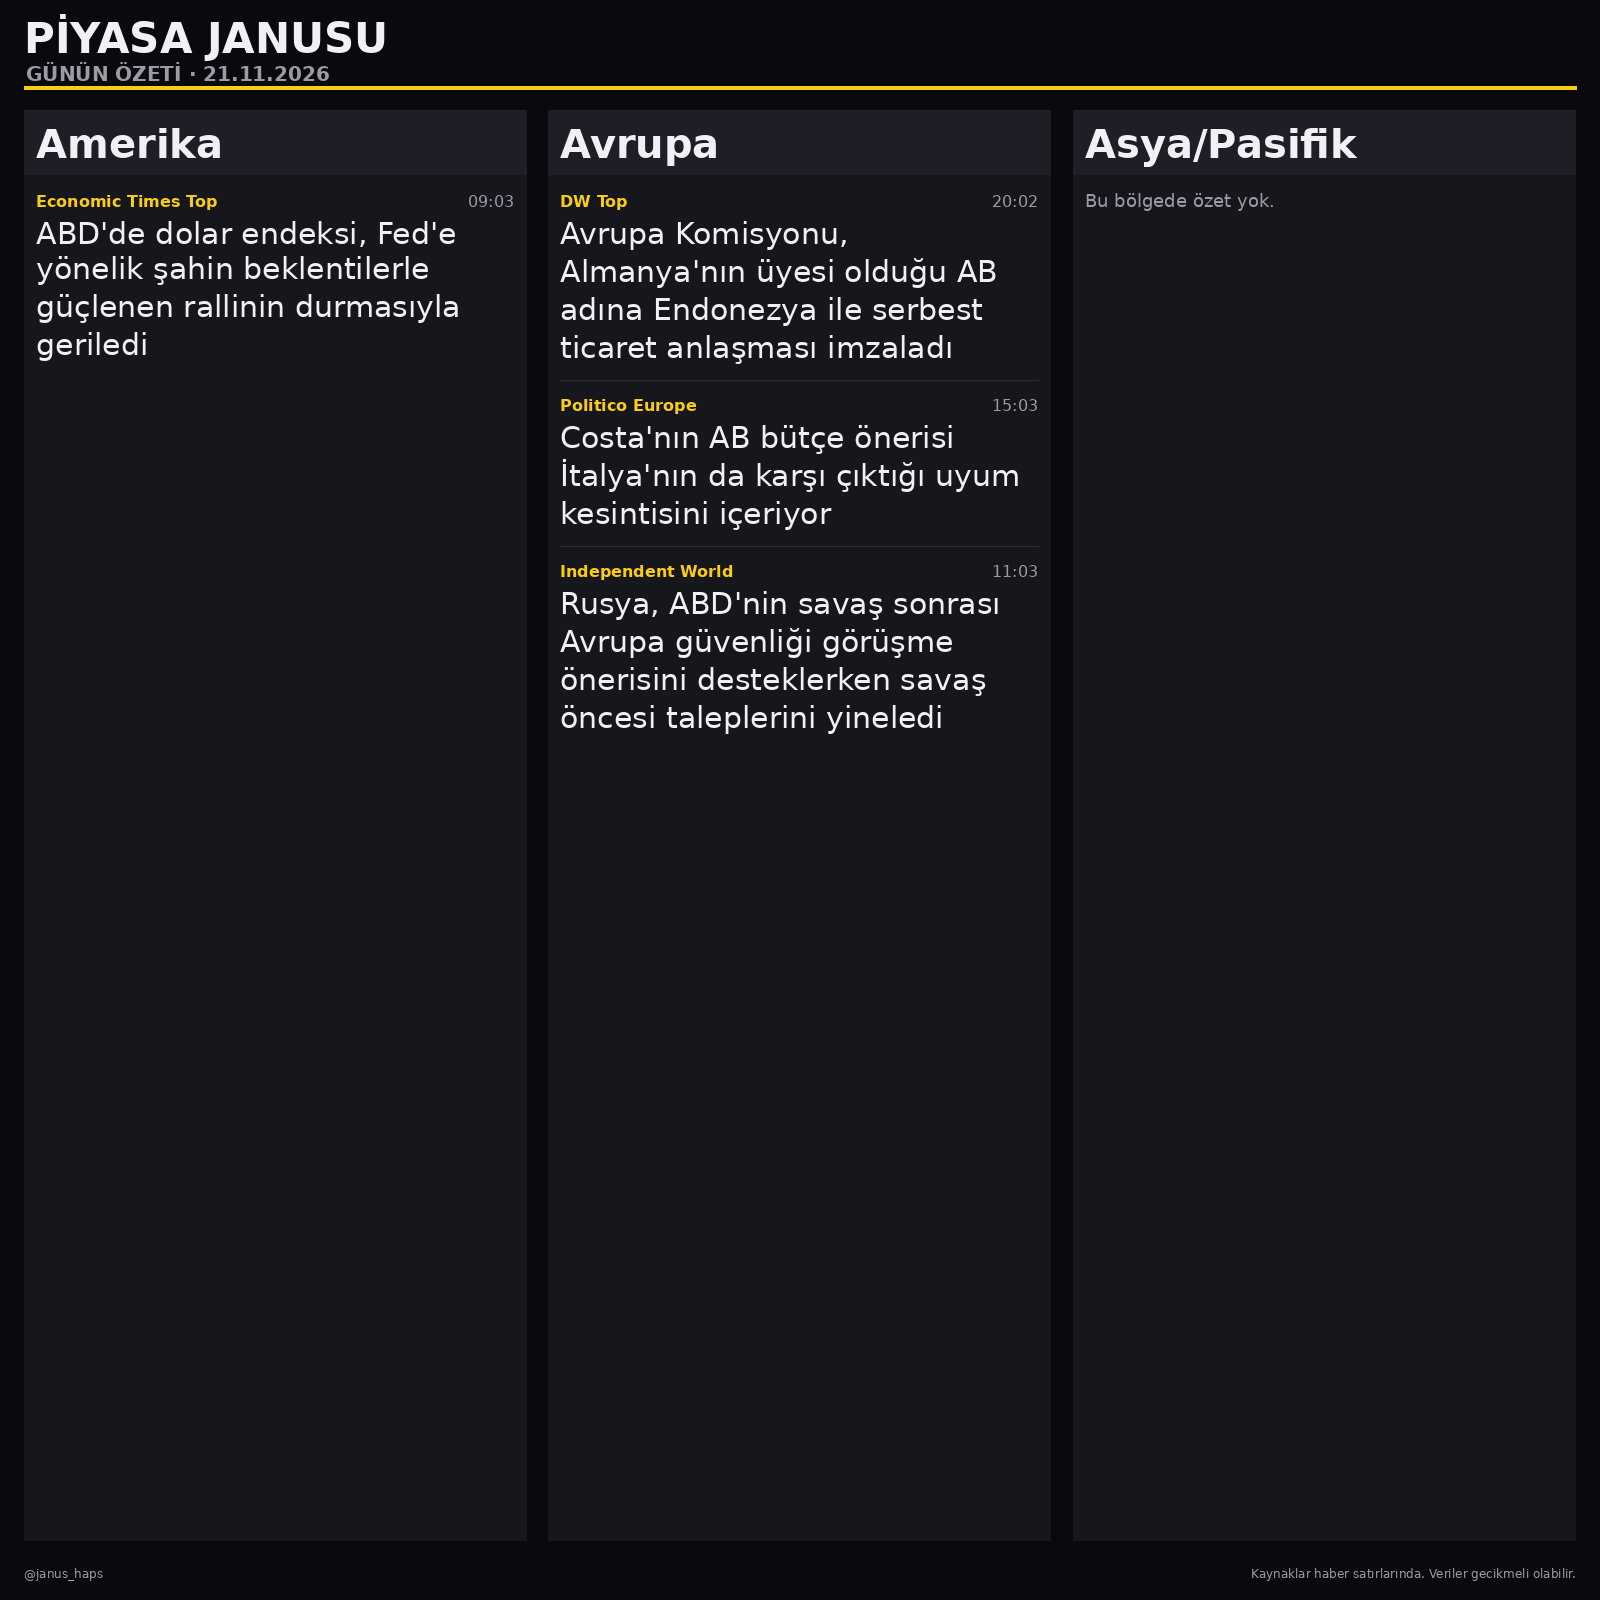 PİYASA JANUSU
GÜNÜN ÖZETİ · 21.11.2026
Amerika
Economic Times Top 09:03
ABD'de dolar endeksi, Fed'e
yönelik şahin beklentilerle
güçlenen rallinin durmasıyla
geriledi
Avrupa
DW Top 20:02
Avrupa Komisyonu,
Almanya'nın üyesi olduğu AB
adına Endonezya ile serbest
ticaret anlaşması imzaladı
Politico Europe 15:03
Costa'nın AB bütçe önerisi
İtalya'nın da karşı çıktığı uyum
kesintisini içeriyor
Independent World 11:03
Rusya, ABD'nin savaş sonrası
Avrupa güvenliği görüşme
önerisini desteklerken savaş
öncesi taleplerini yineledi
Asya/Pasifik
Bu bölgede özet yok.
@janus_haps
Kaynaklar haber satırlarında. Veriler gecikmeli olabilir.